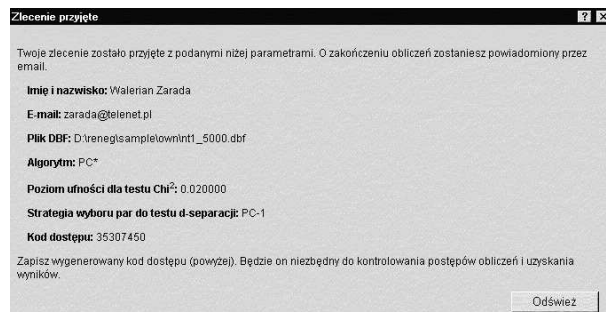 Zlecenie przyjęte
Twoje zlecenie zostało przyjęte z podanymi niżej parametrami. O zakończeniu obliczeń zostaniesz powiadomiony przez
email.
Imię i nazwisko: Walerian Zarada
E-mail: zarada@telenet.pl
Plik DBF: D:\reneg\sample\own\nt1_5000.dbf
Algorytm: PC*
Poziom ufności dla testu Chi²: 0.020000
Strategia wyboru par do testu d-separacji: PC-1
Kod dostępu: 35307450
Zapisz wygenerowany kod dostępu (powyżej). Będzie on niezbędny do kontrolowania postępów obliczeń i uzyskania
wyników.
Odśwież